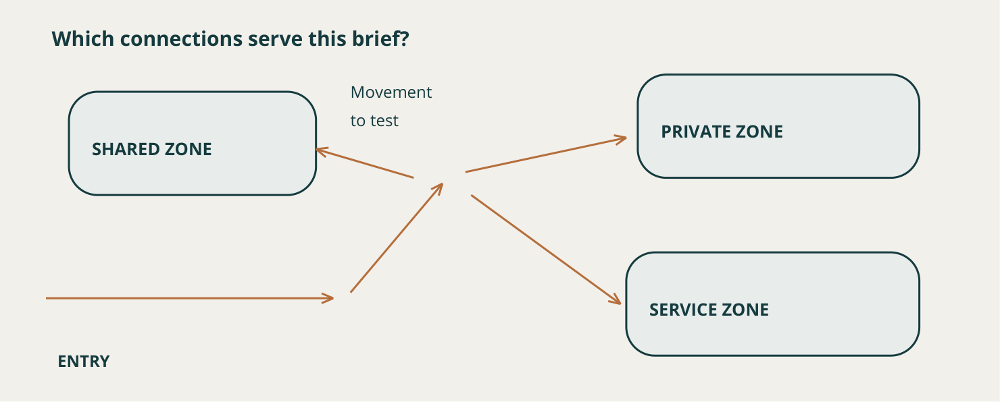 Which connections serve this brief?
Movement
to test
SHARED ZONE
PRIVATE ZONE
SERVICE ZONE
ENTRY